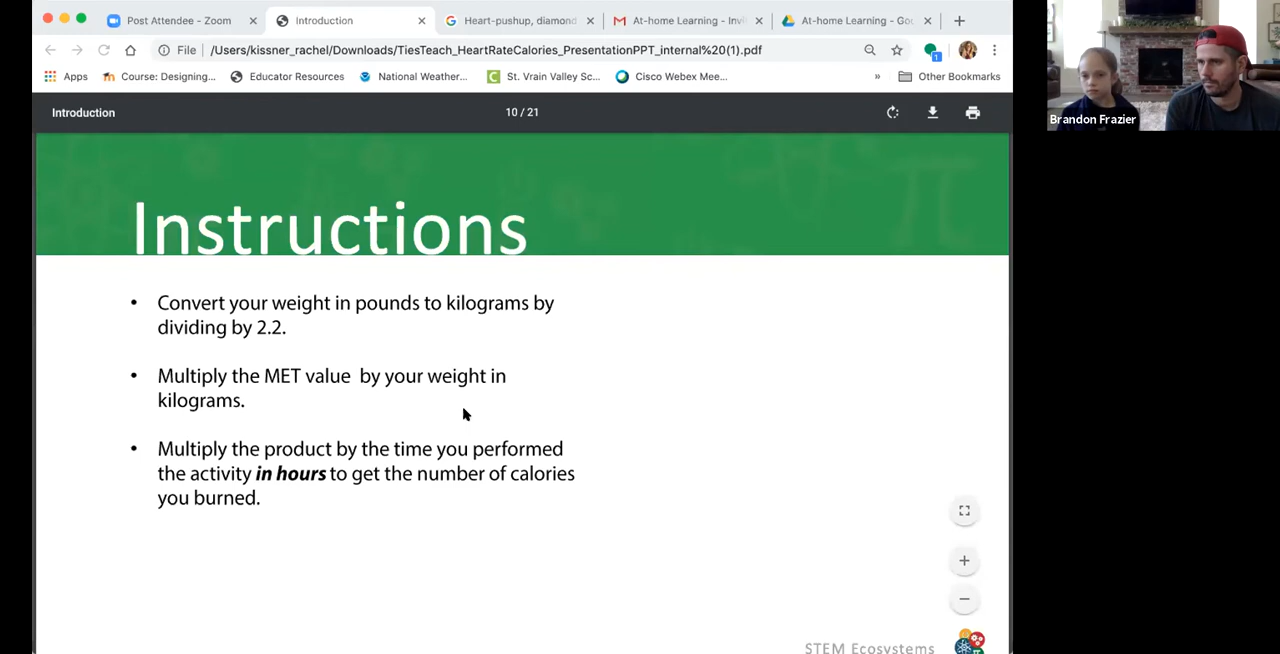 Post Attendee - Zoom
Introduction
Heart-pushup, diamond
At-home Learning - Invi
At-home Learning - Goo
File
/Users/kissner_rachel/Downloads/TiesTeach_HeartRateCalories_PresentationPPT_internal%20(1).pdf
1
Apps
Course: Designing...
Educator Resources
National Weather...
St. Vrain Valley Sc...
Cisco Webex Mee...
»
Other Bookmarks
Introduction
10 / 21
Brandon Frazier
Instructions
• Convert your weight in pounds to kilograms by
dividing by 2.2.
• Multiply the MET value by your weight in
kilograms.
• Multiply the product by the time you performed
the activity in hours to get the number of calories
you burned.
STEM Ecosystems